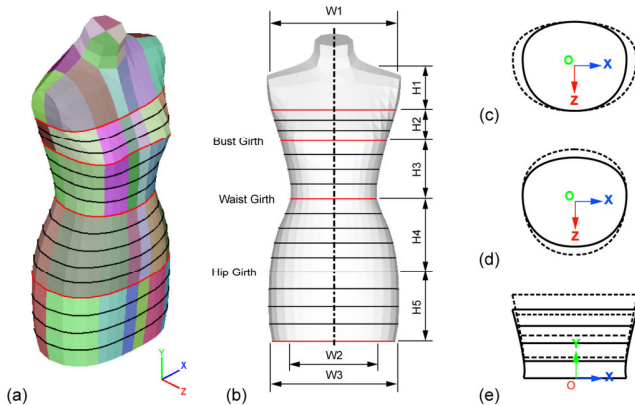 W1
H1
H2
Bust Girth
H3
Waist Girth
H4
Hip Girth
H5
W2
W3
Y
X
Z
(a)
(b)
O
X
Z
(c)
O
X
Z
(d)
Y
O
X
(e)